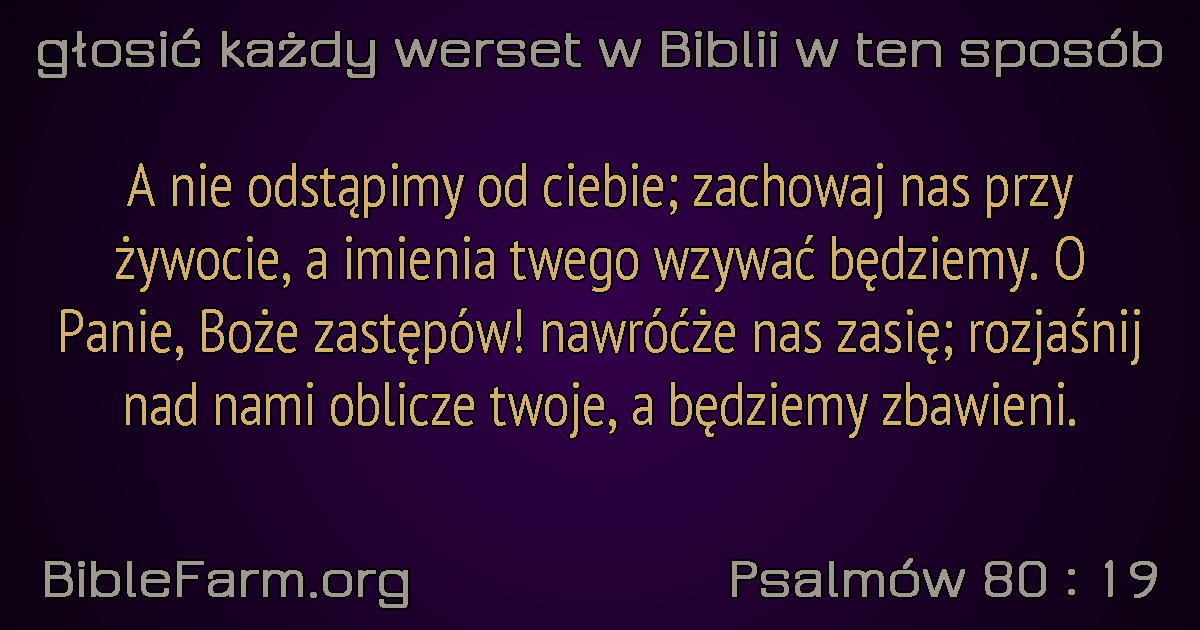 głosić każdy werset w Biblii w ten sposób
A nie odstąpimy od ciebie; zachowaj nas przy
żywocie, a imienia twego wzywać będziemy. O
Panie, Boże zastępów! nawróćże nas zasię; rozjaśnij
nad nami oblicze twoje, a będziemy zbawieni.
BibleFarm.org
Psalmów 80 : 19